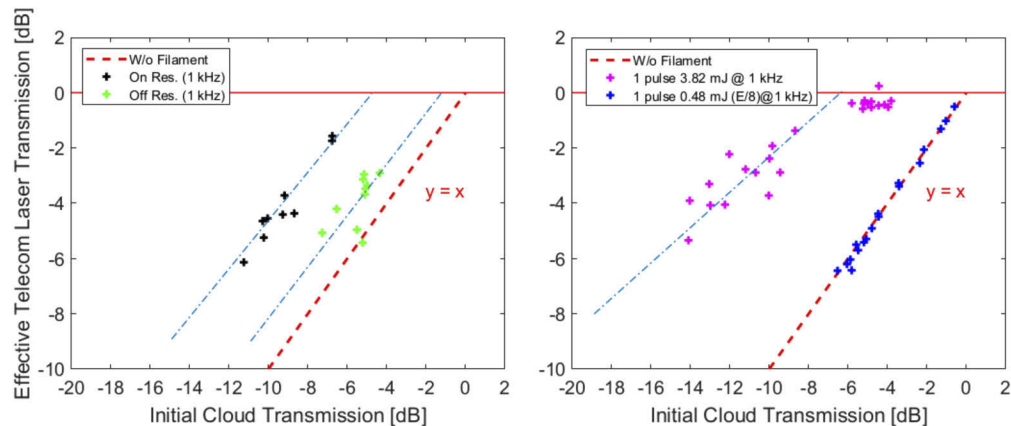 Effective Telecom Laser Transmission [dB]
2
0
-2
-4
-6
-8
-10
W/o Filament
On Res. (1 kHz)
Off Res. (1 kHz)
y = x
-20 -18 -16 -14 -12 -10 -8 -6 -4 -2 0 2
Initial Cloud Transmission [dB]
2
0
-2
-4
-6
-8
-10
W/o Filament
1 pulse 3.82 mJ @ 1 kHz
1 pulse 0.48 mJ (E/8)@1 kHz)
y = x
-20 -18 -16 -14 -12 -10 -8 -6 -4 -2 0 2
Initial Cloud Transmission [dB]